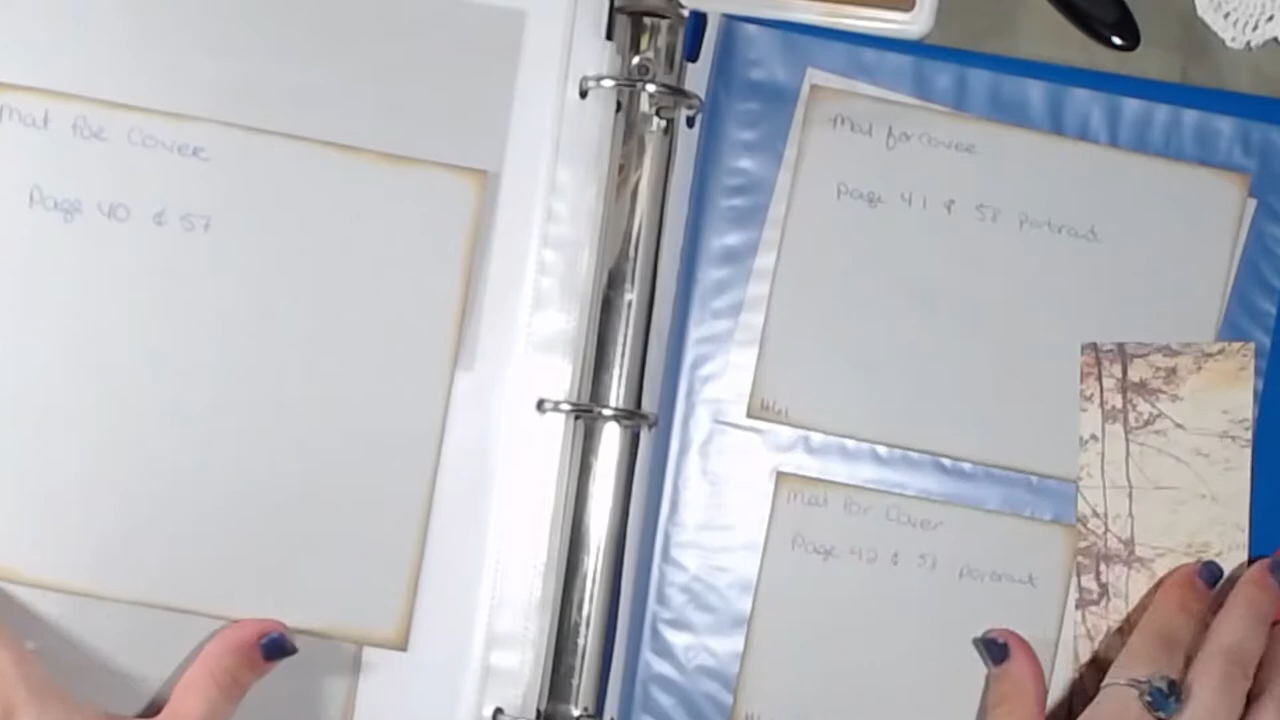 Mat for Cover
Page 40 & 57
Mat for cover
Page 41 & 58 portrait
Mat for Cover
Page 42 & portrait